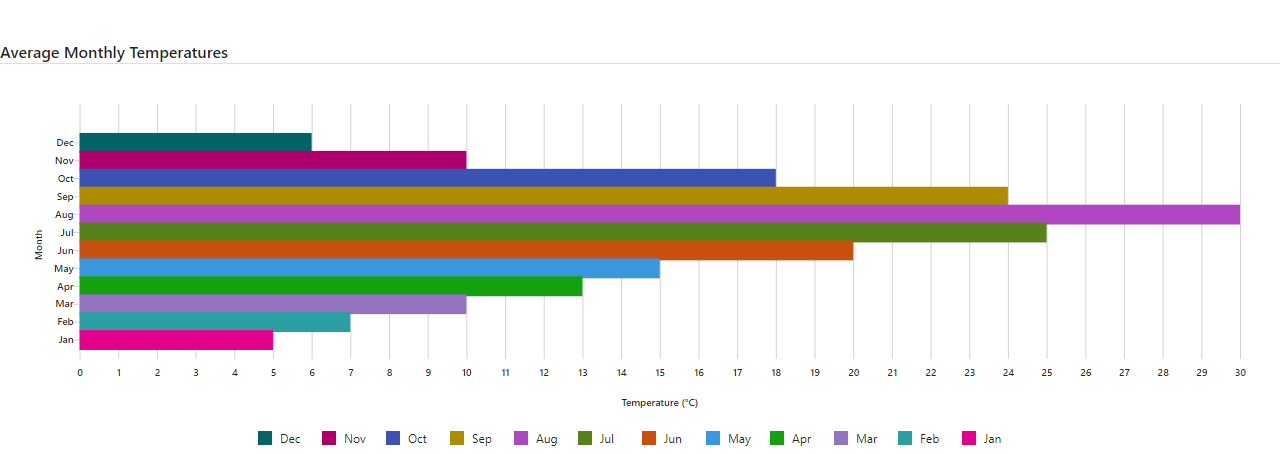 Average Monthly Temperatures
Dec
Nov
Oct
Sep
Aug
Jul
Jun
May
Apr
Mar
Feb
Jan
Month
0 1 2 3 4 5 6 7 8 9 10 11 12 13 14 15 16 17 18 19 20 21 22 23 24 25 26 27 28 29 30
Temperature (°C)
Dec Nov Oct Sep Aug Jul Jun May Apr Mar Feb Jan